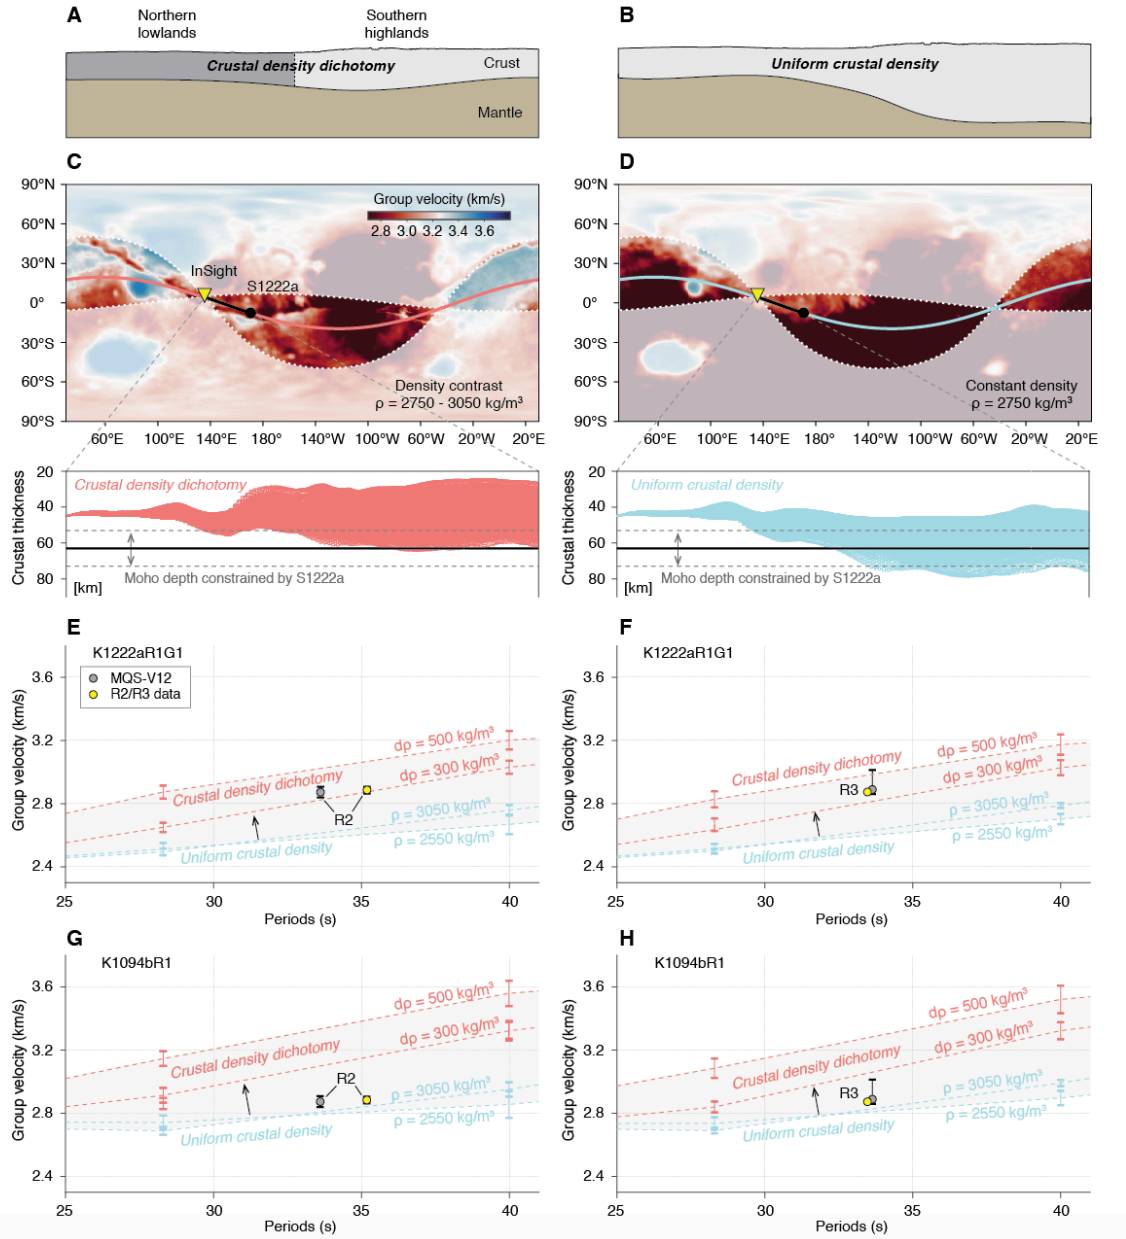 A
Northern
lowlands
Southern
highlands
Crustal density dichotomy
Crust
Mantle
B
Uniform crustal density
C
90°N
60°N
30°N
0°
30°S
60°S
90°S
Group velocity (km/s)
2.8 3.0 3.2 3.4 3.6
InSight
S1222a
Density contrast
ρ = 2750 - 3050 kg/m³
60°E 100°E 140°E 180° 140°W 100°W 60°W 20°W 20°E
D
90°N
60°N
30°N
0°
30°S
60°S
90°S
Constant density
ρ = 2750 kg/m³
60°E 100°E 140°E 180° 140°W 100°W 60°W 20°W 20°E
Crustal thickness
20
40
60
80
Crustal density dichotomy
Moho depth constrained by S1222a
[km]
Crustal thickness
20
40
60
80
Uniform crustal density
Moho depth constrained by S1222a
[km]
E
K1222aR1G1
MQS-V12
R2/R3 data
Group velocity (km/s)
3.6
3.2
2.8
2.4
dρ = 500 kg/m³
Crustal density dichotomy
dρ = 300 kg/m³
R2
ρ = 3050 kg/m³
ρ = 2550 kg/m³
Uniform crustal density
25 30 35 40
Periods (s)
F
K1222aR1G1
Group velocity (km/s)
3.6
3.2
2.8
2.4
dρ = 500 kg/m³
Crustal density dichotomy
dρ = 300 kg/m³
R3
ρ = 3050 kg/m³
ρ = 2550 kg/m³
Uniform crustal density
25 30 35 40
Periods (s)
G
K1094bR1
Group velocity (km/s)
3.6
3.2
2.8
2.4
dρ = 500 kg/m³
dρ = 300 kg/m³
Crustal density dichotomy
R2
ρ = 3050 kg/m³
ρ = 2550 kg/m³
Uniform crustal density
25 30 35 40
Periods (s)
H
K1094bR1
Group velocity (km/s)
3.6
3.2
2.8
2.4
dρ = 500 kg/m³
dρ = 300 kg/m³
Crustal density dichotomy
R3
ρ = 3050 kg/m³
ρ = 2550 kg/m³
Uniform crustal density
25 30 35 40
Periods (s)